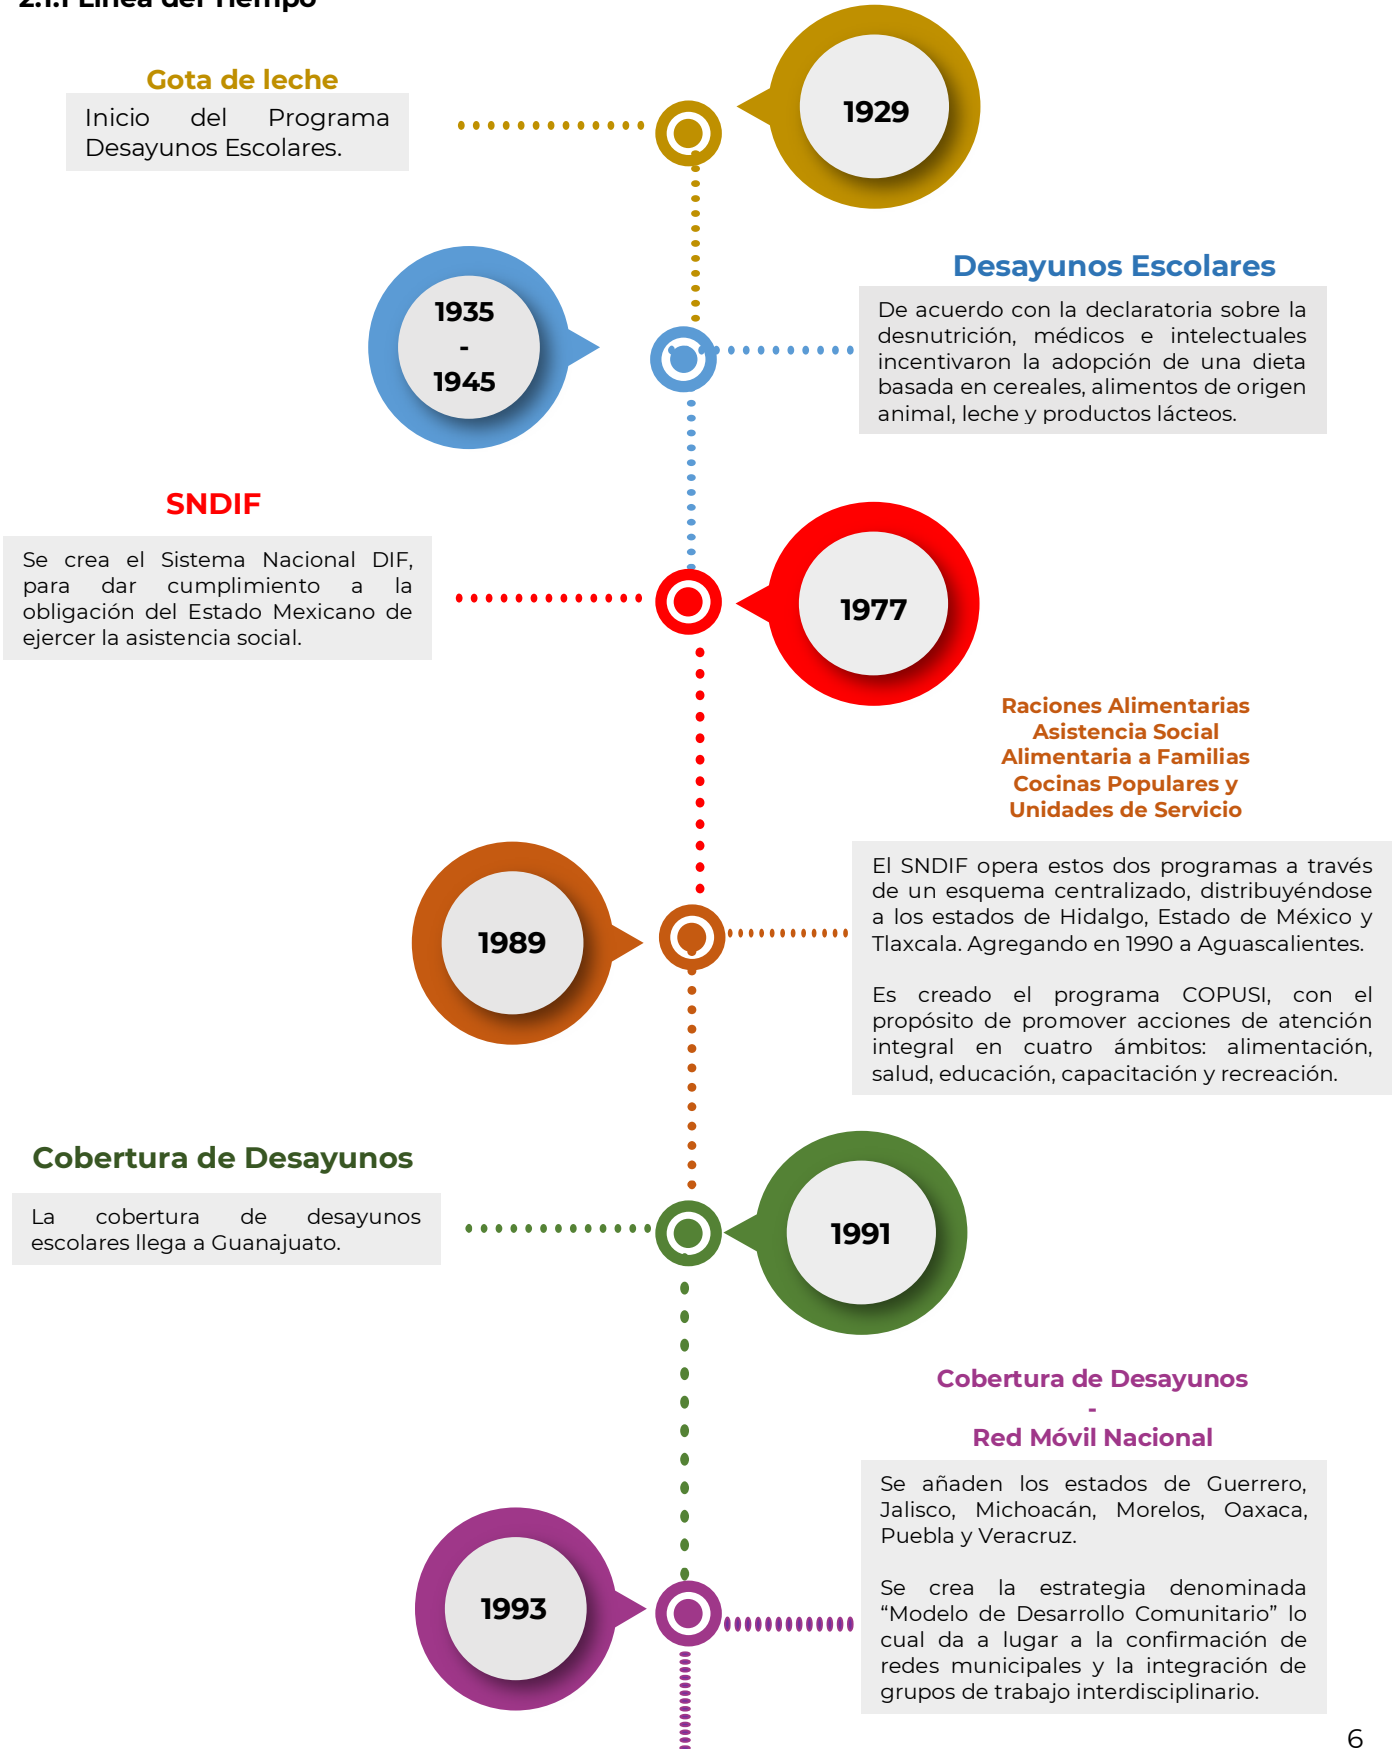 2.1.1 Línea del Tiempo
Gota de leche
Inicio del Programa
Desayunos Escolares.
1929
1935
-
1945
Desayunos Escolares
De acuerdo con la declaratoria sobre la
desnutrición, médicos e intelectuales
incentivaron la adopción de una dieta
basada en cereales, alimentos de origen
animal, leche y productos lácteos.
SNDIF
Se crea el Sistema Nacional DIF,
para dar cumplimiento a la
obligación del Estado Mexicano de
ejercer la asistencia social.
1977
Raciones Alimentarias
Asistencia Social
Alimentaria a Familias
Cocinas Populares y
Unidades de Servicio
1989
El SNDIF opera estos dos programas a través
de un esquema centralizado, distribuyéndose
a los estados de Hidalgo, Estado de México y
Tlaxcala. Agregando en 1990 a Aguascalientes.
Es creado el programa COPUSI, con el
propósito de promover acciones de atención
integral en cuatro ámbitos: alimentación,
salud, educación, capacitación y recreación.
Cobertura de Desayunos
La cobertura de desayunos
escolares llega a Guanajuato.
1991
Cobertura de Desayunos
-
Red Móvil Nacional
1993
Se añaden los estados de Guerrero,
Jalisco, Michoacán, Morelos, Oaxaca,
Puebla y Veracruz.
Se crea la estrategia denominada
“Modelo de Desarrollo Comunitario” lo
cual da a lugar a la confirmación de
redes municipales y la integración de
grupos de trabajo interdisciplinario.
6